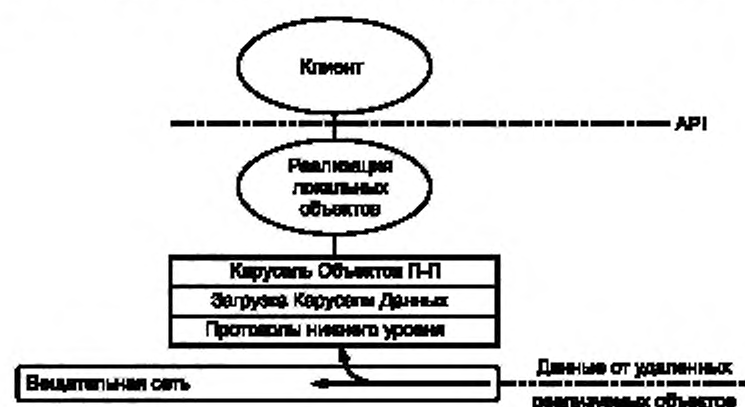 Клиент
API
Реализация
локальных
объектов
Карусель Объектов П-П
Загрузка Карусели Данных
Протоколы нижнего уровня
Вещательная сеть
Данные от удаленных
реализуемых объектов